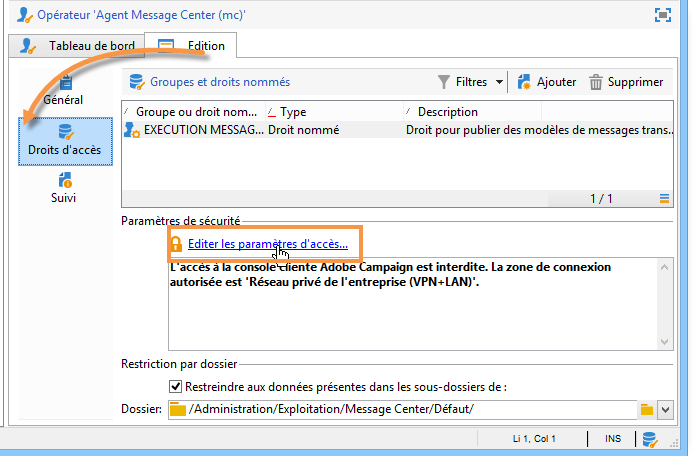 Opérateur 'Agent Message Center (mc)'
Tableau de bord Edition
Groupes et droits nommés Filtres Ajouter Supprimer
Général
Groupe ou droit nom... Type Description
EXECUTION MESSAG... Droit nommé Droit pour publier des modèles de messages trans...
Droits d'accès
Suivi
1 / 1
Paramètres de sécurité
Editer les paramètres d'accès...
L'accès à la console cliente Adobe Campaign est interdite. La zone de connexion
autorisée est 'Réseau privé de l'entreprise (VPN+LAN)'.
Restriction par dossier
Restreindre aux données présentes dans les sous-dossiers de :
Dossier: /Administration/Exploitation/Message Center/Défaut/
Li 1, Col 1 INS